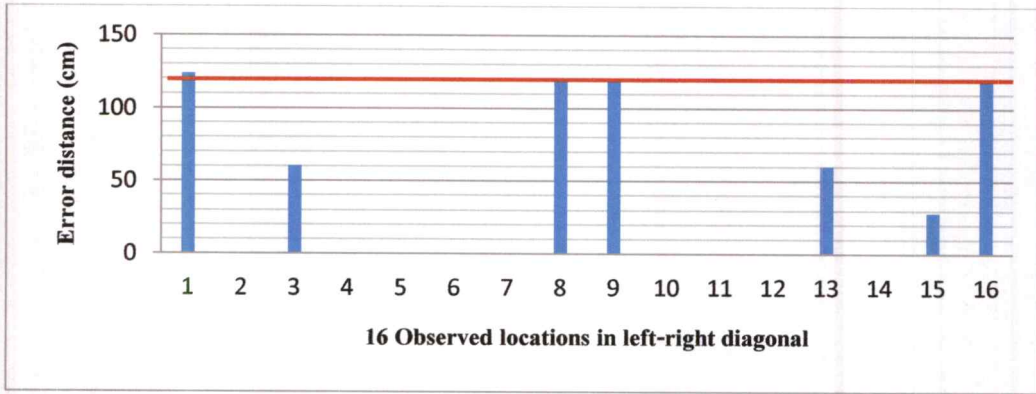 150
100
50
0
Error distance (cm)
1 2 3 4 5 6 7 8 9 10 11 12 13 14 15 16
16 Observed locations in left-right diagonal